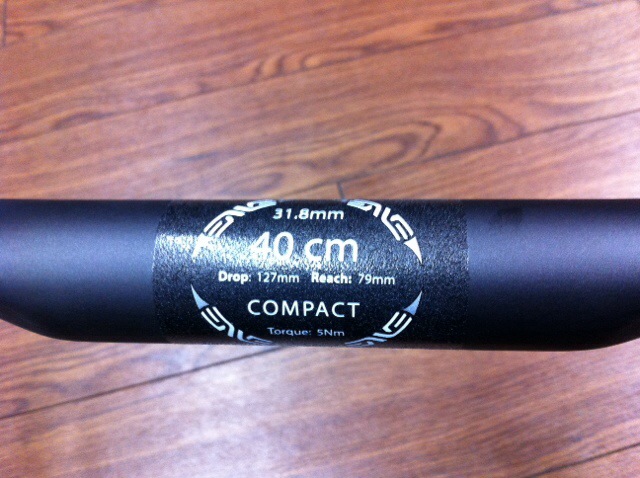 31.8mm
40 cm
Drop: 127mm Reach: 79mm
COMPACT
Torque: 5Nm